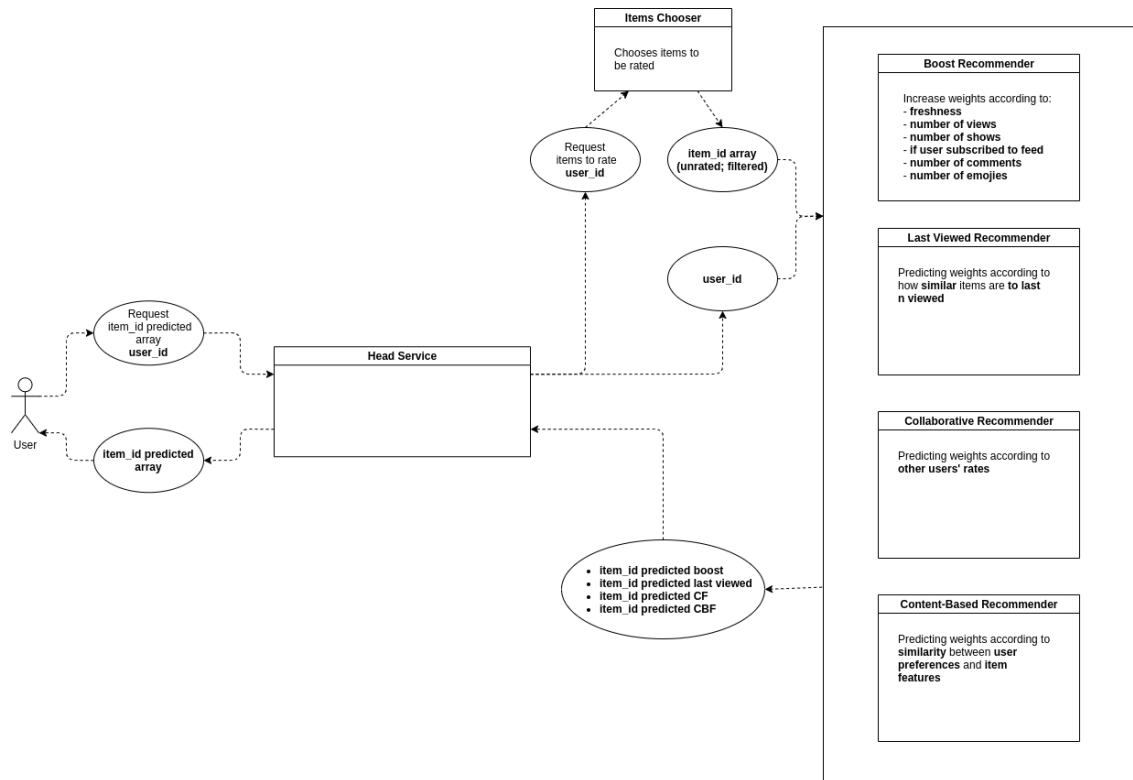 Items Chooser
Chooses items to
be rated
Boost Recommender
Increase weights according to:
- freshness
- number of views
- number of shows
- if user subscribed to feed
- number of comments
- number of emojies
Request
items to rate
user_id
item_id array
(unrated; filtered)
Last Viewed Recommender
Predicting weights according to
how similar items are to last
n viewed
user_id
Request
item_id predicted
array
user_id
Head Service
User
item_id predicted
array
Collaborative Recommender
Predicting weights according to
other users' rates
• item_id predicted boost
• item_id predicted last viewed
• item_id predicted CF
• item_id predicted CBF
Content-Based Recommender
Predicting weights according to
similarity between user
preferences and item
features